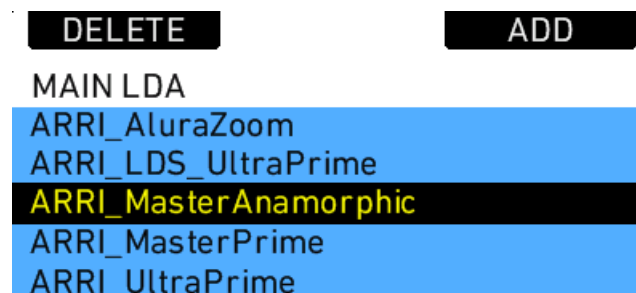 DELETE ADD
MAIN LDA
ARRI_AluraZoom
ARRI_LDS_UltraPrime
ARRI_MasterAnamorphic
ARRI_MasterPrime
ARRI_UltraPrime